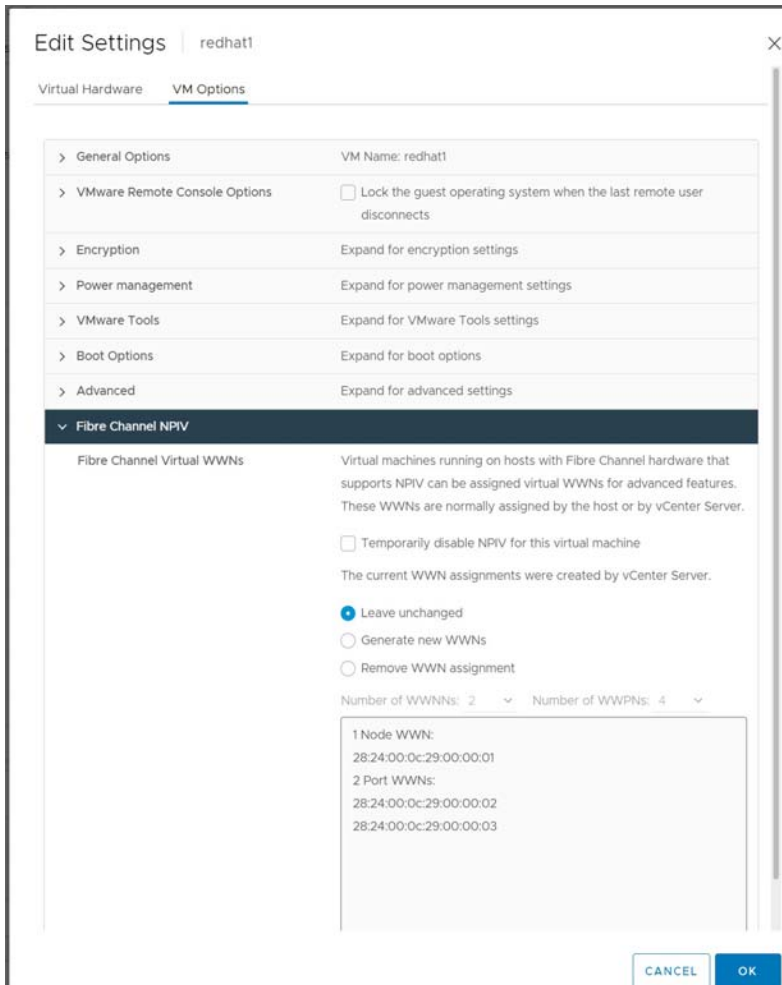 Edit Settings redhat1
Virtual Hardware VM Options
General Options VM Name: redhat1
VMware Remote Console Options Lock the guest operating system when the last remote user
disconnects
Encryption Expand for encryption settings
Power management Expand for power management settings
VMware Tools Expand for VMware Tools settings
Boot Options Expand for boot options
Advanced Expand for advanced settings
Fibre Channel NPIV
Fibre Channel Virtual WWNs Virtual machines running on hosts with Fibre Channel hardware that
supports NPIV can be assigned virtual WWNs for advanced features.
These WWNs are normally assigned by the host or by vCenter Server.
Temporarily disable NPIV for this virtual machine
The current WWN assignments were created by vCenter Server.
Leave unchanged
Generate new WWNs
Remove WWN assignment
Number of WWNNs: 2 Number of WWPNs: 4
1 Node WWN:
28:24:00:0c:29:00:00:01
2 Port WWNs:
28:24:00:0c:29:00:00:02
28:24:00:0c:29:00:00:03
CANCEL OK